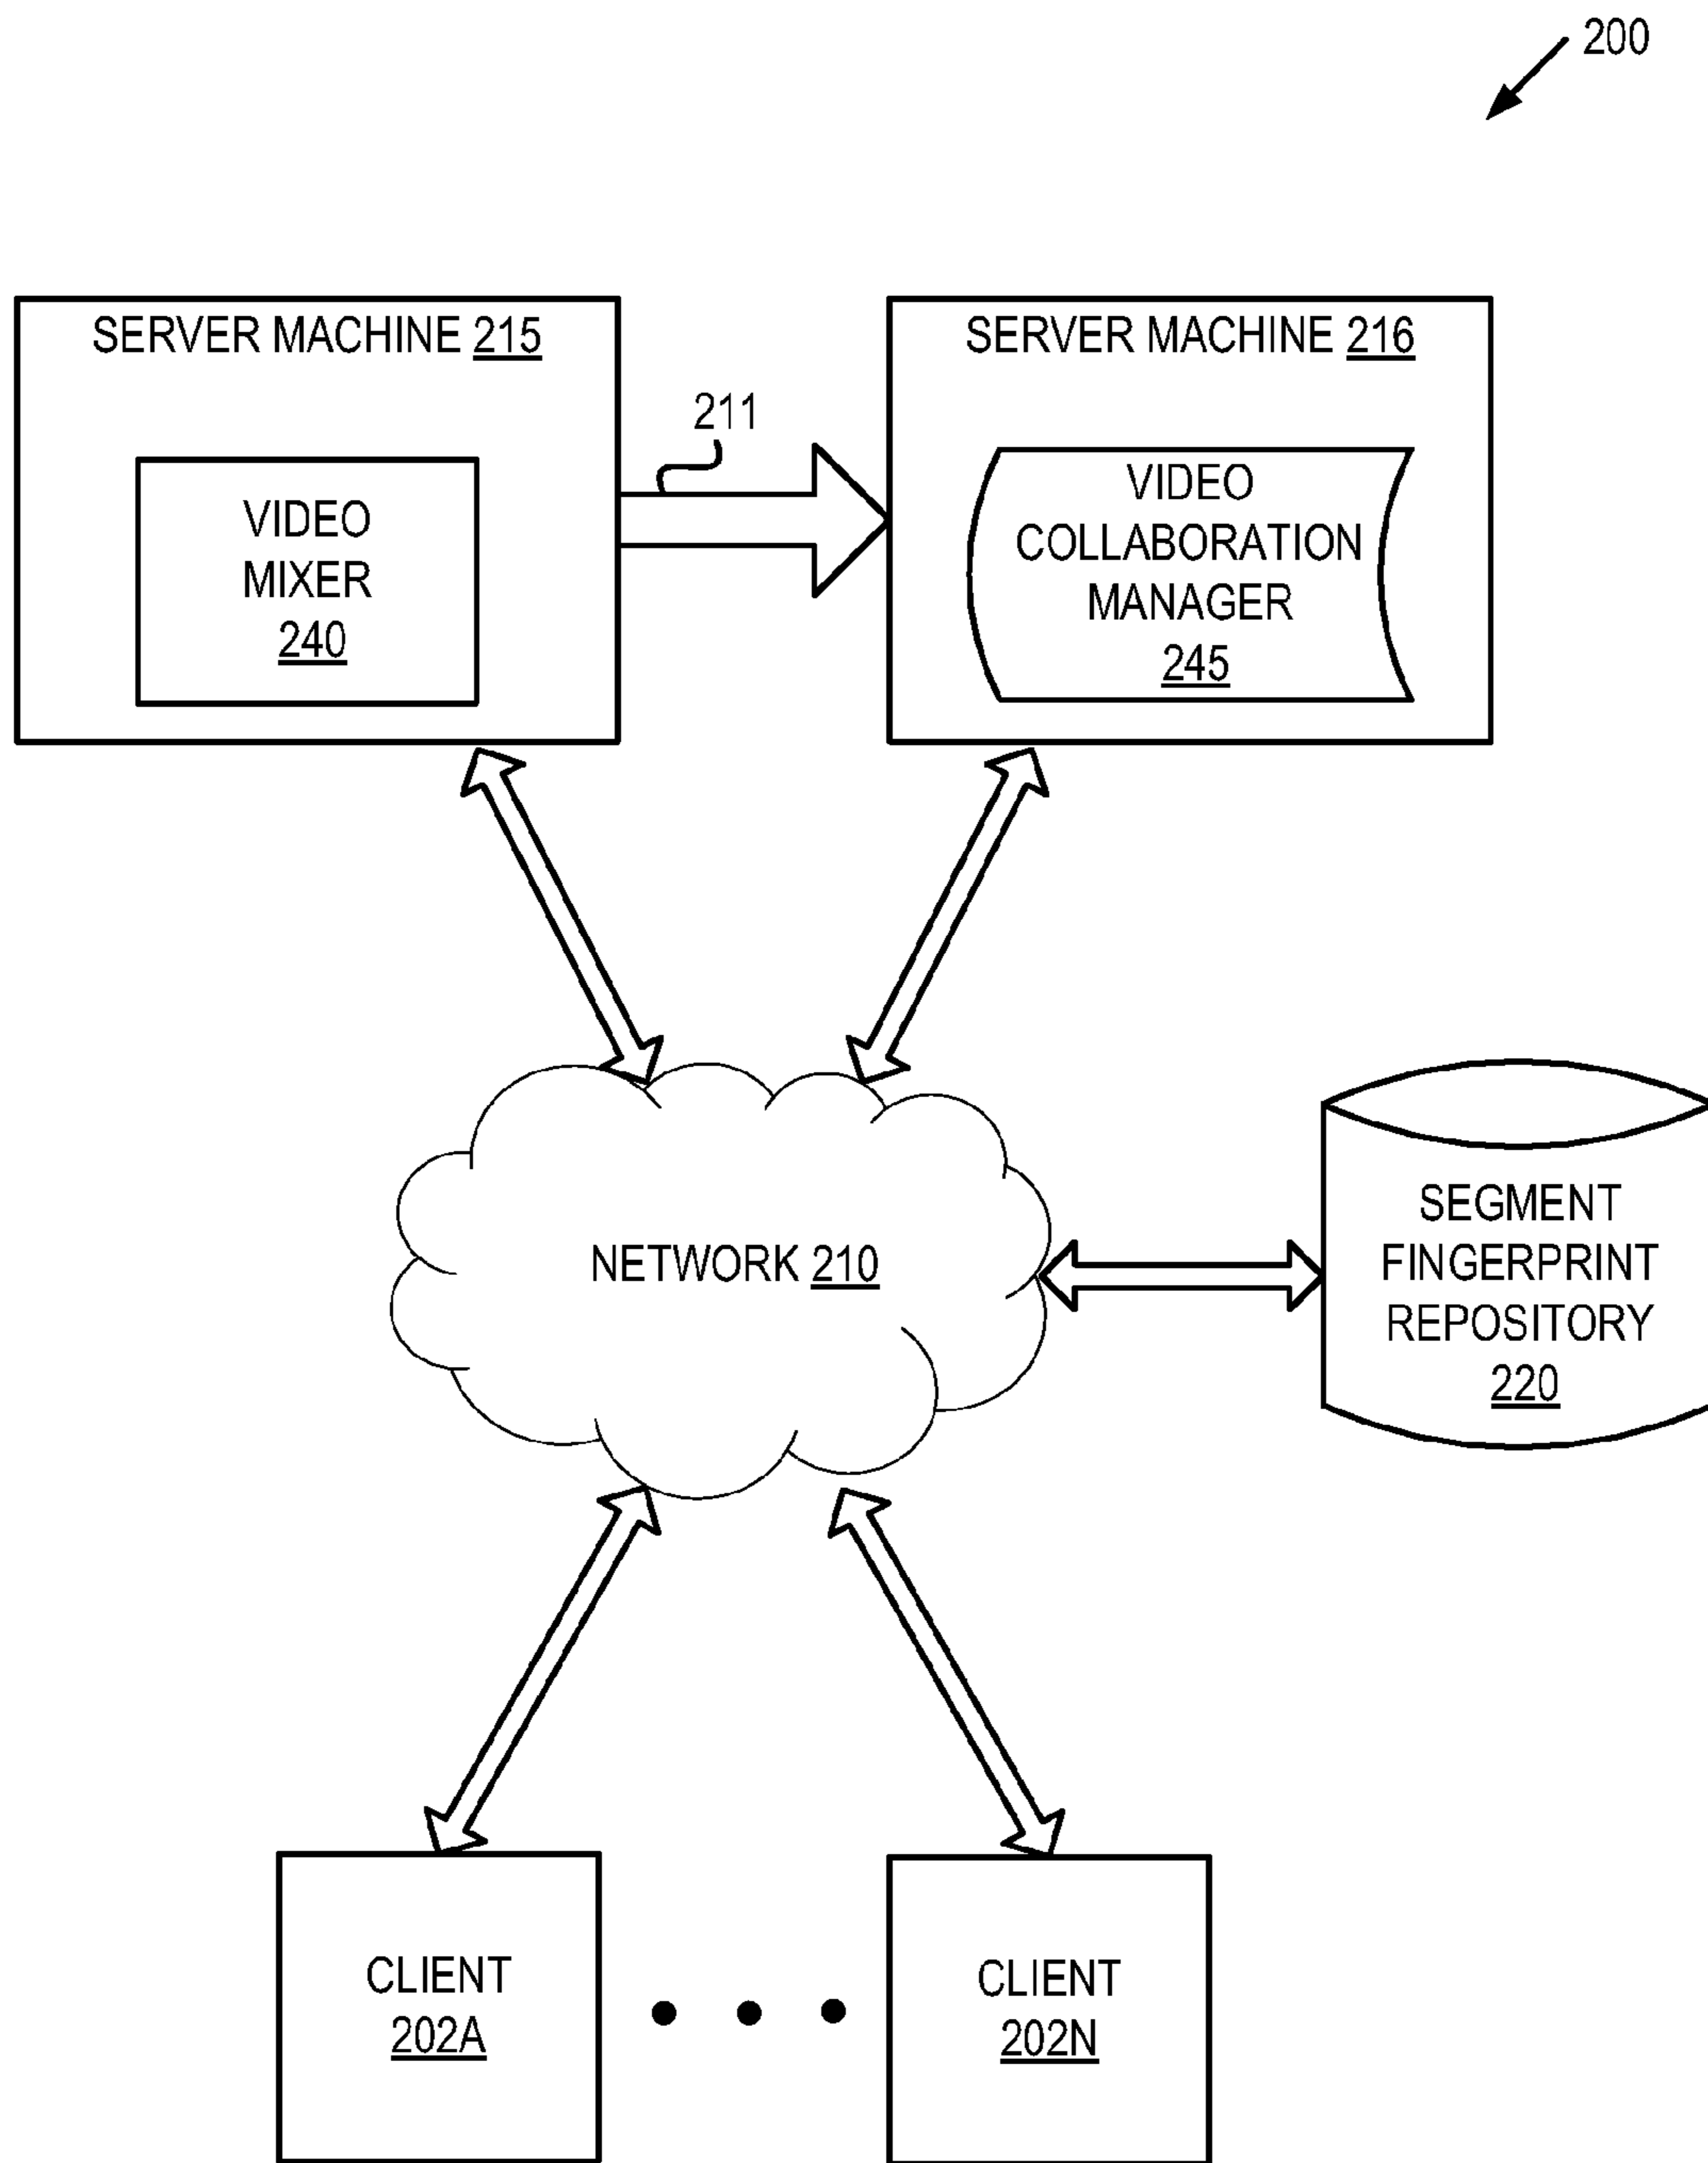 200
SERVER MACHINE 215
SERVER MACHINE 216
211
VIDEO
MIXER
240
VIDEO
COLLABORATION
MANAGER
245
NETWORK 210
SEGMENT
FINGERPRINT
REPOSITORY
220
CLIENT
202A
CLIENT
202N